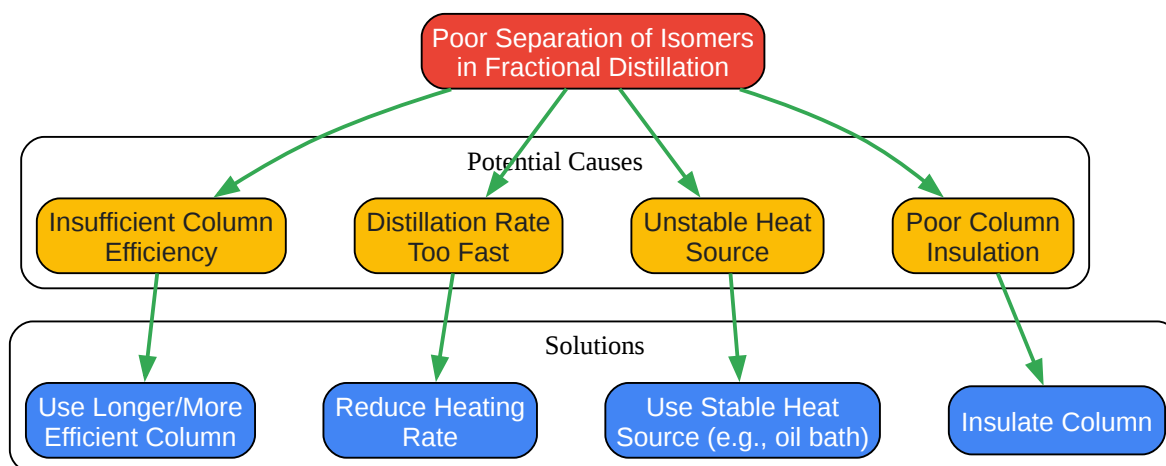 Poor Separation of Isomers
in Fractional Distillation
Potential Causes
Insufficient Column
Efficiency
Distillation Rate
Too Fast
Unstable Heat
Source
Poor Column
Insulation
Solutions
Use Longer/More
Efficient Column
Reduce Heating
Rate
Use Stable Heat
Source (e.g., oil bath)
Insulate Column